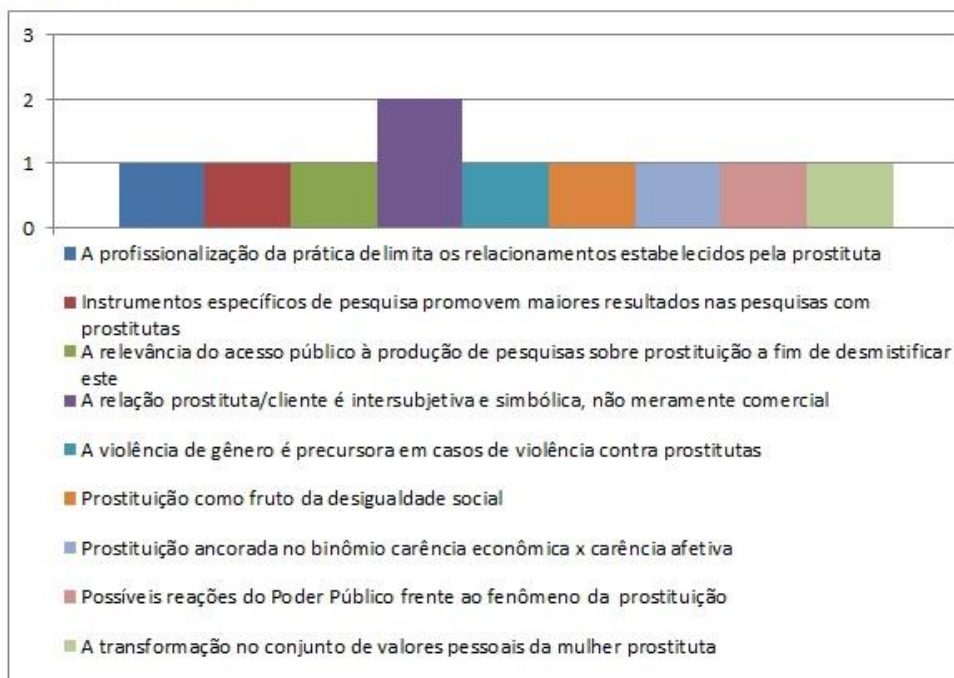 3
2
1
0
A profissionalização da prática delimita os relacionamentos estabelecidos pela prostituta
Instrumentos específicos de pesquisa promovem maiores resultados nas pesquisas com
prostitutas
A relevância do acesso público à produção de pesquisas sobre prostituição a fim de desmistificar
este
A relação prostituta/cliente é intersubjetiva e simbólica, não meramente comercial
A violência de gênero é precursora em casos de violência contra prostitutas
Prostituição como fruto da desigualdade social
Prostituição ancorada no binômio carência econômica x carência afetiva
Possíveis reações do Poder Público frente ao fenômeno da prostituição
A transformação no conjunto de valores pessoais da mulher prostituta